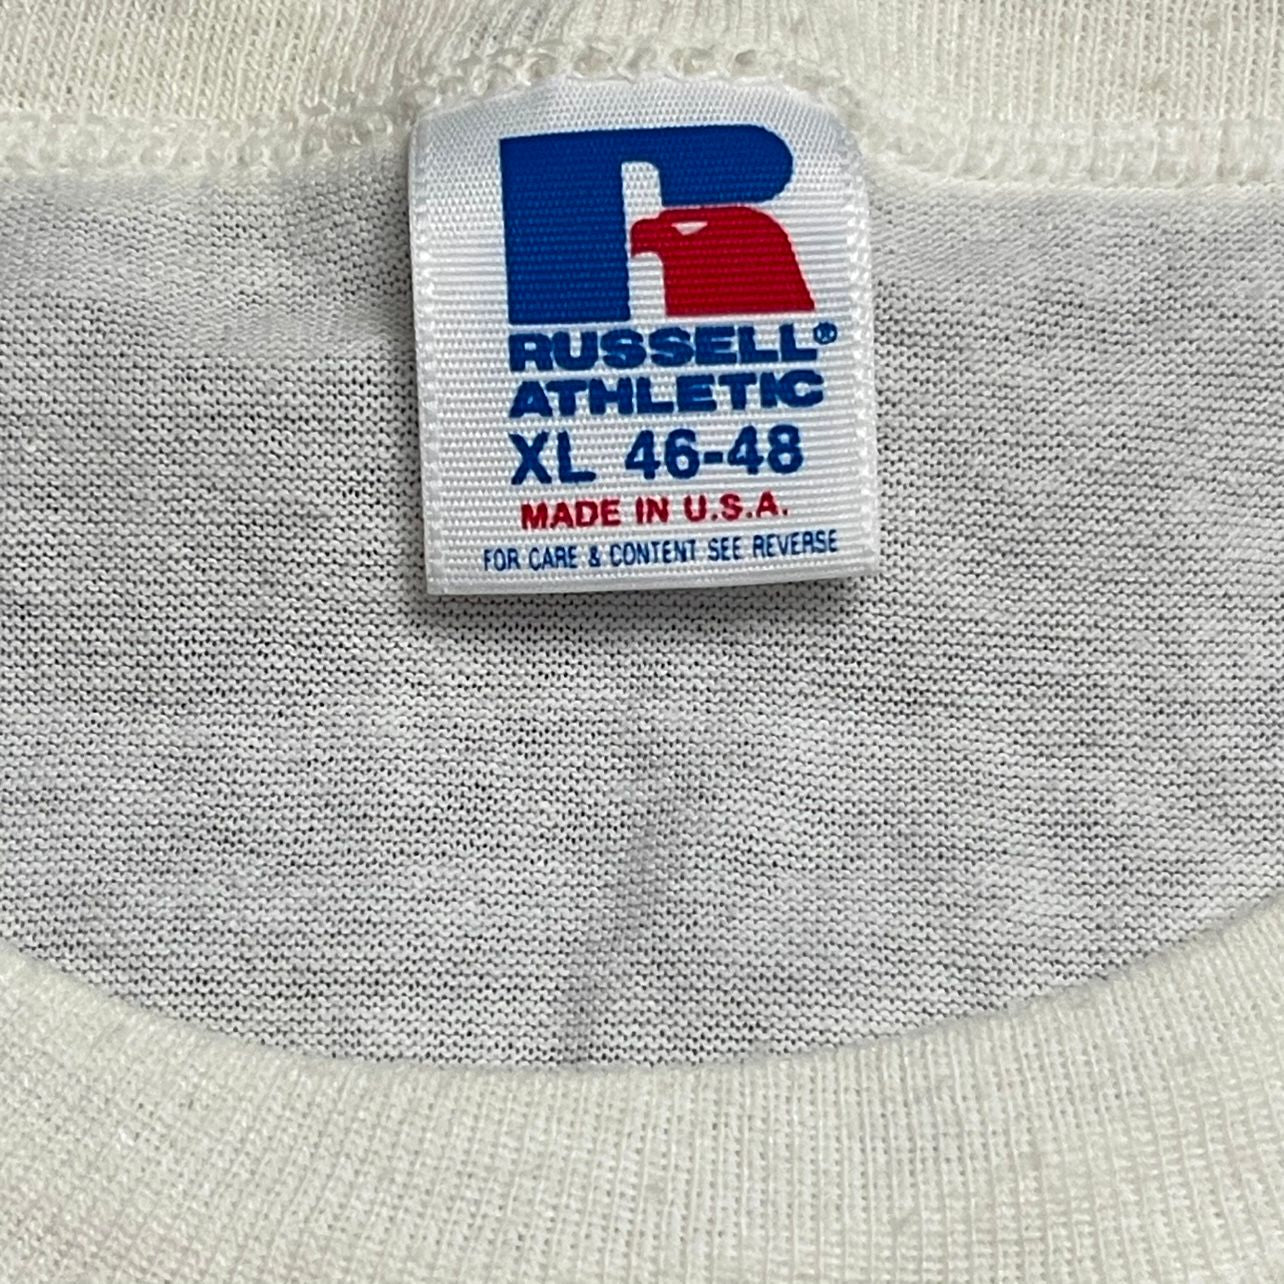 R
RUSSELL®
ATHLETIC
XL 46-48
MADE IN U.S.A.
FOR CARE & CONTENT SEE REVERSE